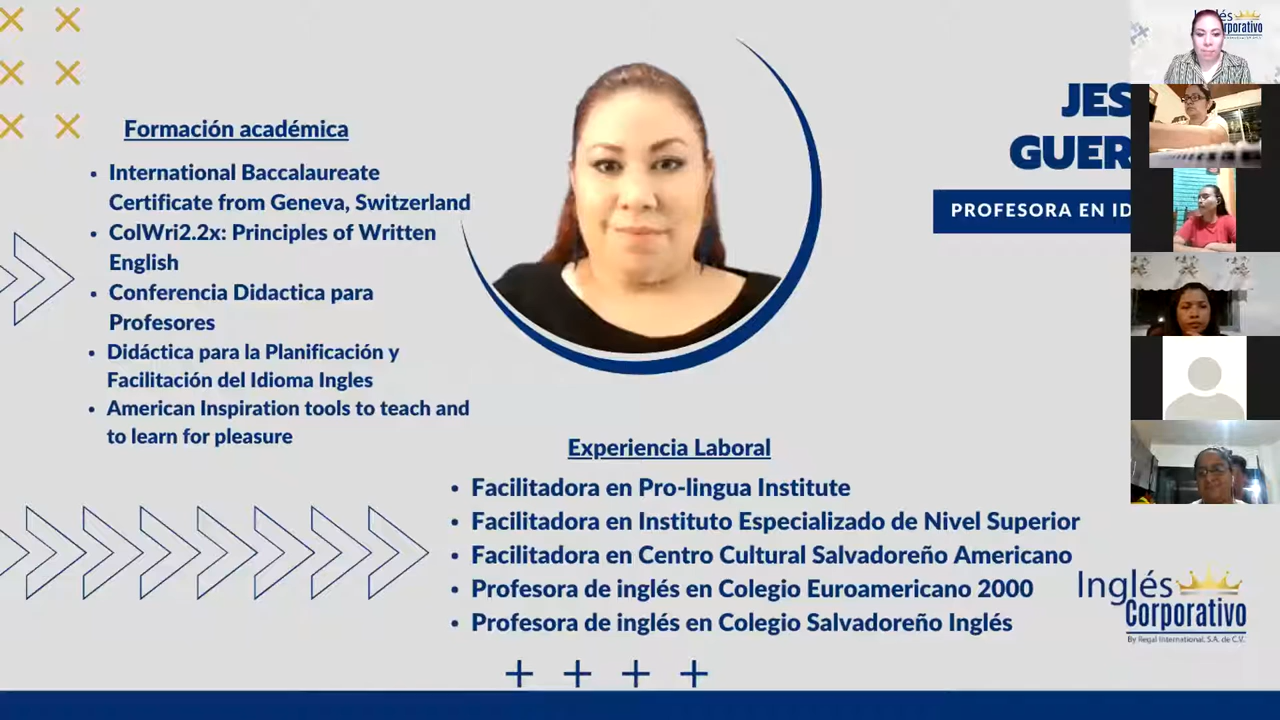 Formación académica
International Baccalaureate
Certificate from Geneva, Switzerland
ColWri2.2x: Principles of Written
English
Conferencia Didactica para
Profesores
Didáctica para la Planificación y
Facilitación del Idioma Ingles
American Inspiration tools to teach and
to learn for pleasure
JES
GUER
PROFESORA EN ID
Experiencia Laboral
Facilitadora en Pro-lingua Institute
Facilitadora en Instituto Especializado de Nivel Superior
Facilitadora en Centro Cultural Salvadoreño Americano
Profesora de inglés en Colegio Euroamericano 2000
Profesora de inglés en Colegio Salvadoreño Inglés
Inglés
Corporativo
By Regal International, S.A. de C.V.